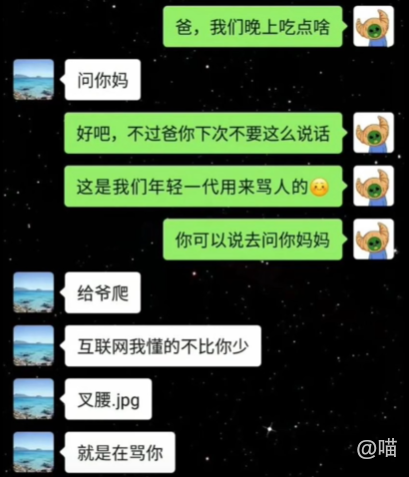 爸，我们晚上吃点啥
问你妈
好吧，不过爸你下次不要这么说话
这是我们年轻一代用来骂人的
你可以说去问你妈妈
给爷爬
互联网我懂的不比你少
叉腰.jpg
就是在骂你
@喵